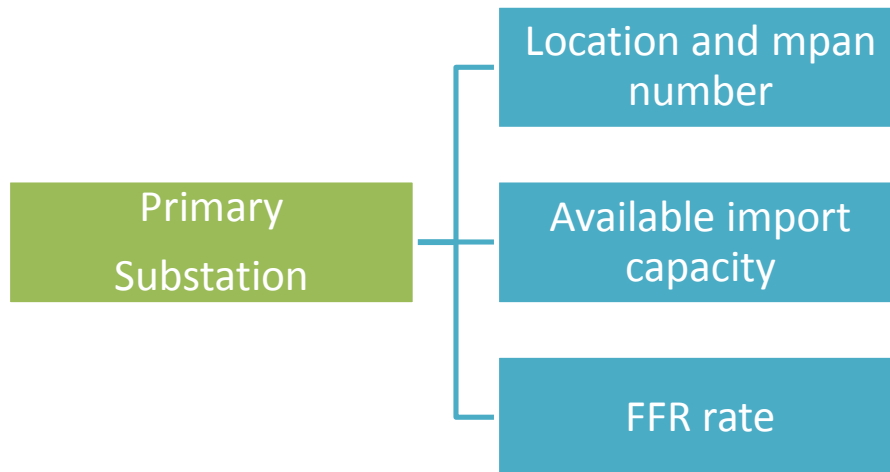 Primary
Substation
Location and mpan
number
Available import
capacity
FFR rate